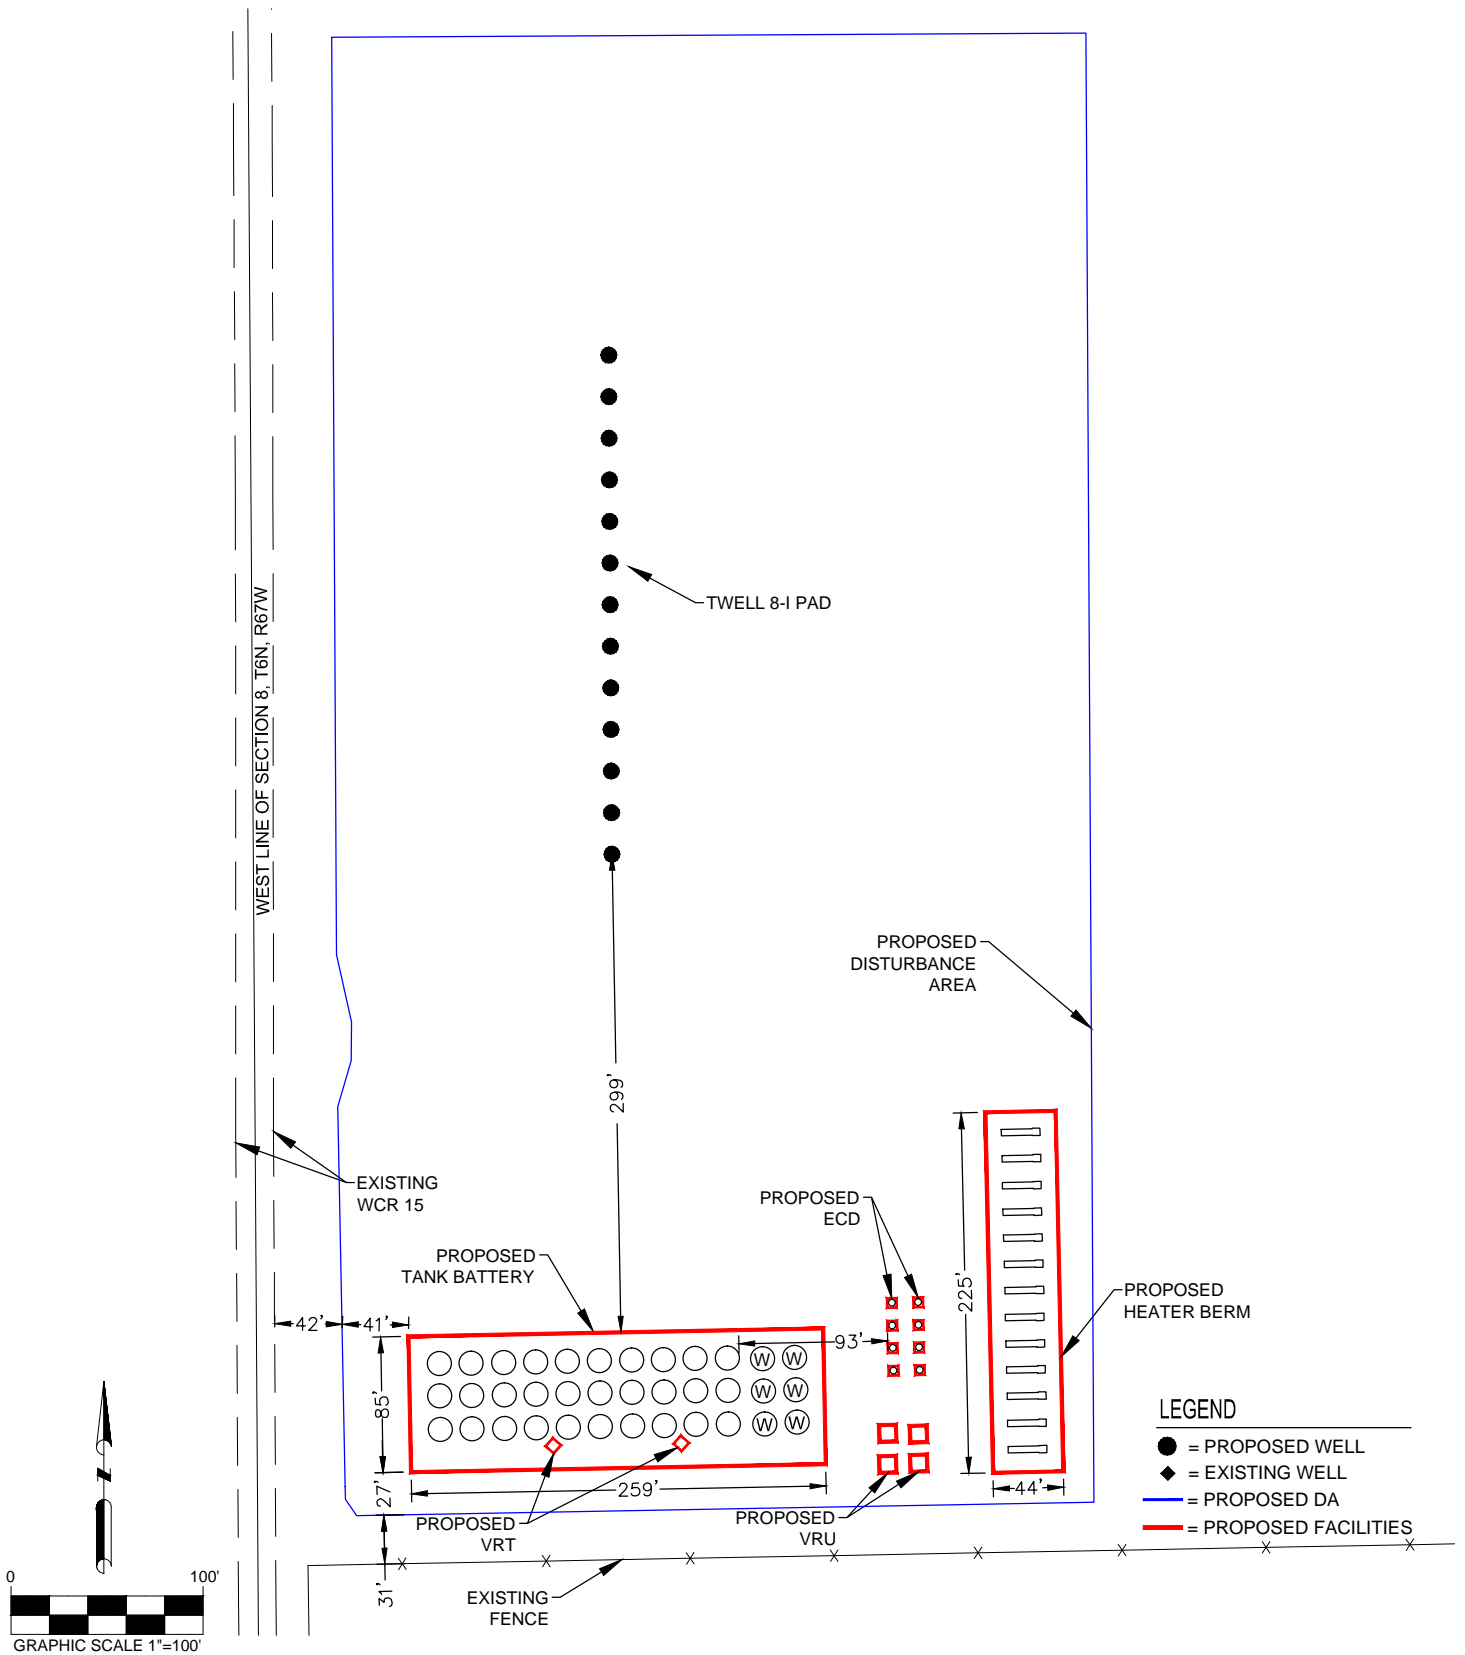 WEST LINE OF SECTION 8, T6N, R67W
TWELL 8-I PAD
PROPOSED
DISTURBANCE
AREA
299'
EXISTING
WCR 15
PROPOSED
ECD
PROPOSED
TANK BATTERY
225'
PROPOSED
HEATER BERM
42'
41'
93'
W W
W W
W W
85'
27'
259'
44'
PROPOSED
VRT
PROPOSED
VRU
31'
EXISTING
FENCE
LEGEND
= PROPOSED WELL
= EXISTING WELL
= PROPOSED DA
= PROPOSED FACILITIES
N
0 100'
GRAPHIC SCALE 1"=100'